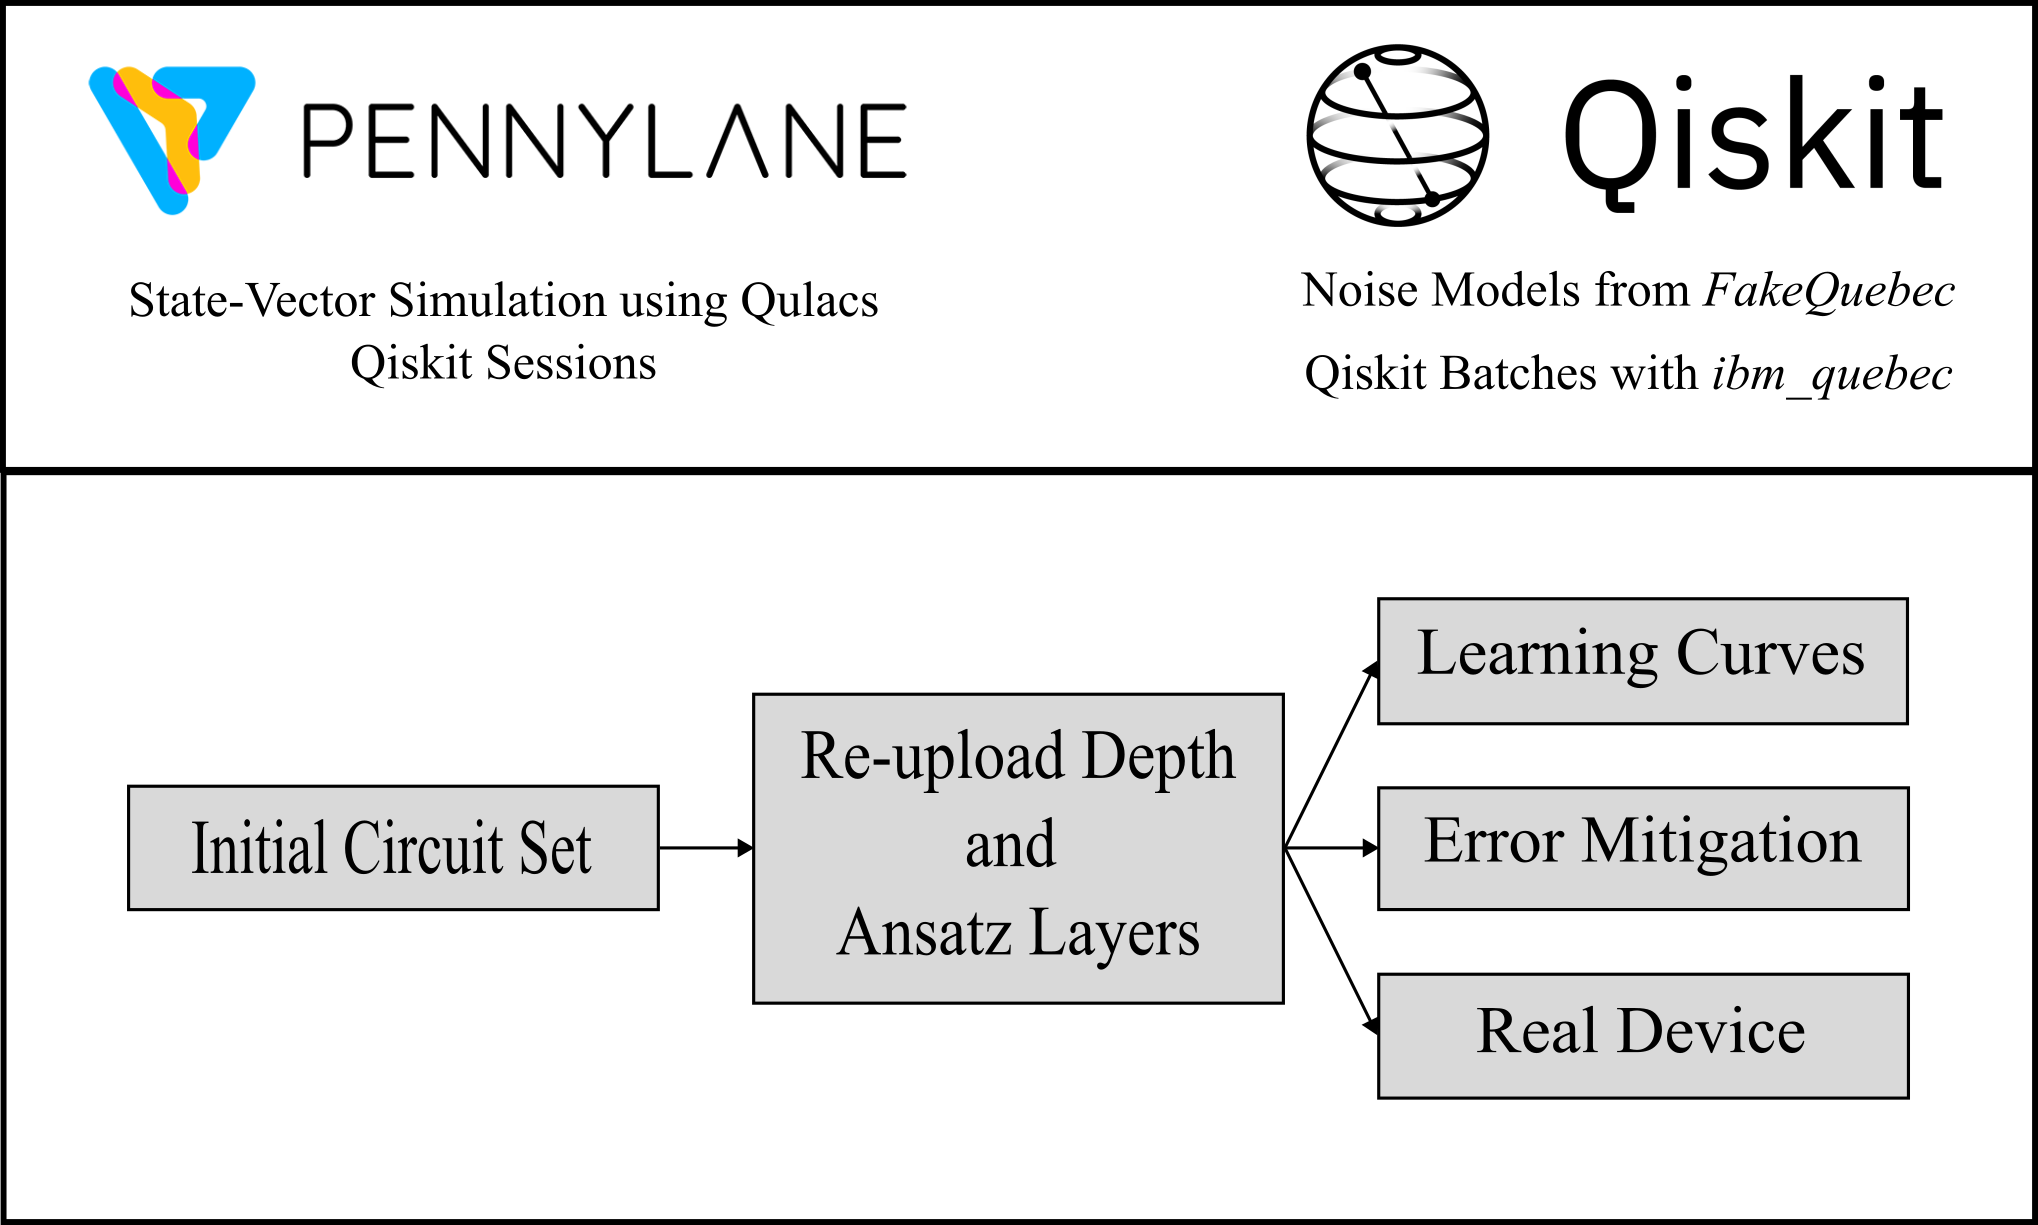 PENNYLANE
State-Vector Simulation using Qulacs
Qiskit Sessions
Qiskit
Noise Models from FakeQuebec
Qiskit Batches with ibm_quebec
Initial Circuit Set
Re-upload Depth
and
Ansatz Layers
Learning Curves
Error Mitigation
Real Device